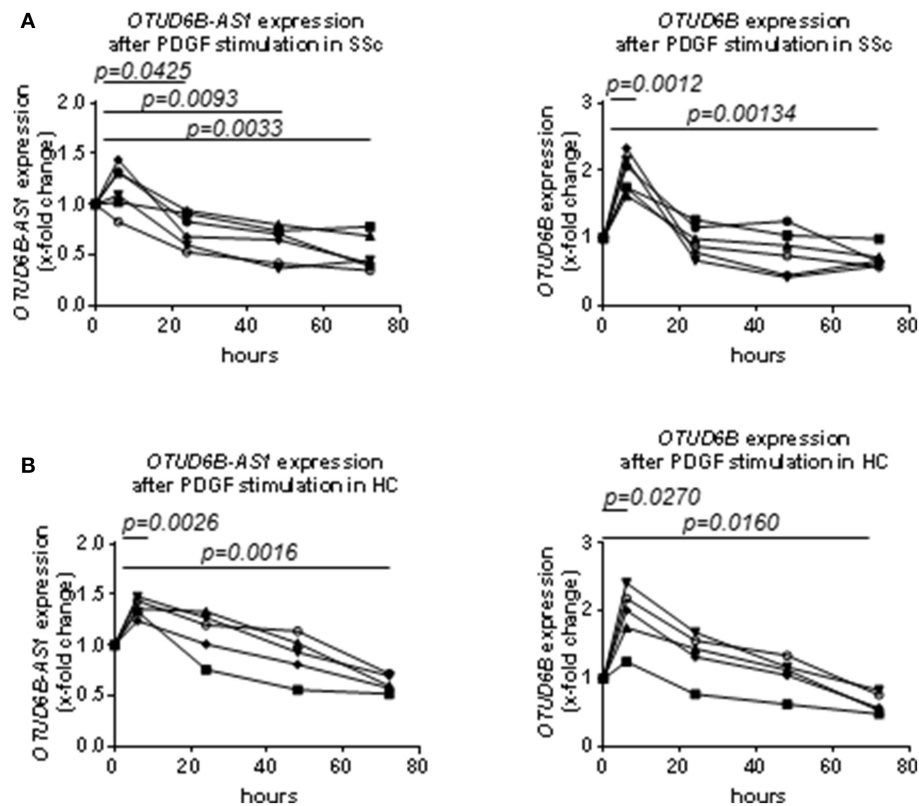 A
OTUD6B-AS1 expression
after PDGF stimulation in SSc
p=0.0425
p=0.0093
p=0.0033
2.0
1.5
1.0
0.5
0.0
OTUD6B-AS1 expression
(x-fold change)
0 20 40 60 80
hours
OTUD6B expression
after PDGF stimulation in SSc
p=0.0012
p=0.00134
3
2
1
0
OTUD6B expression
(x-fold change)
0 20 40 60 80
hours
B
OTUD6B-AS1 expression
after PDGF stimulation in HC
p=0.0026
p=0.0016
2.0
1.5
1.0
0.5
0.0
OTUD6B-AS1 expression
(x-fold change)
0 20 40 60 80
hours
OTUD6B expression
after PDGF stimulation in HC
p=0.0270
p=0.0160
3
2
1
0
OTUD6B expression
(x-fold change)
0 20 40 60 80
hours